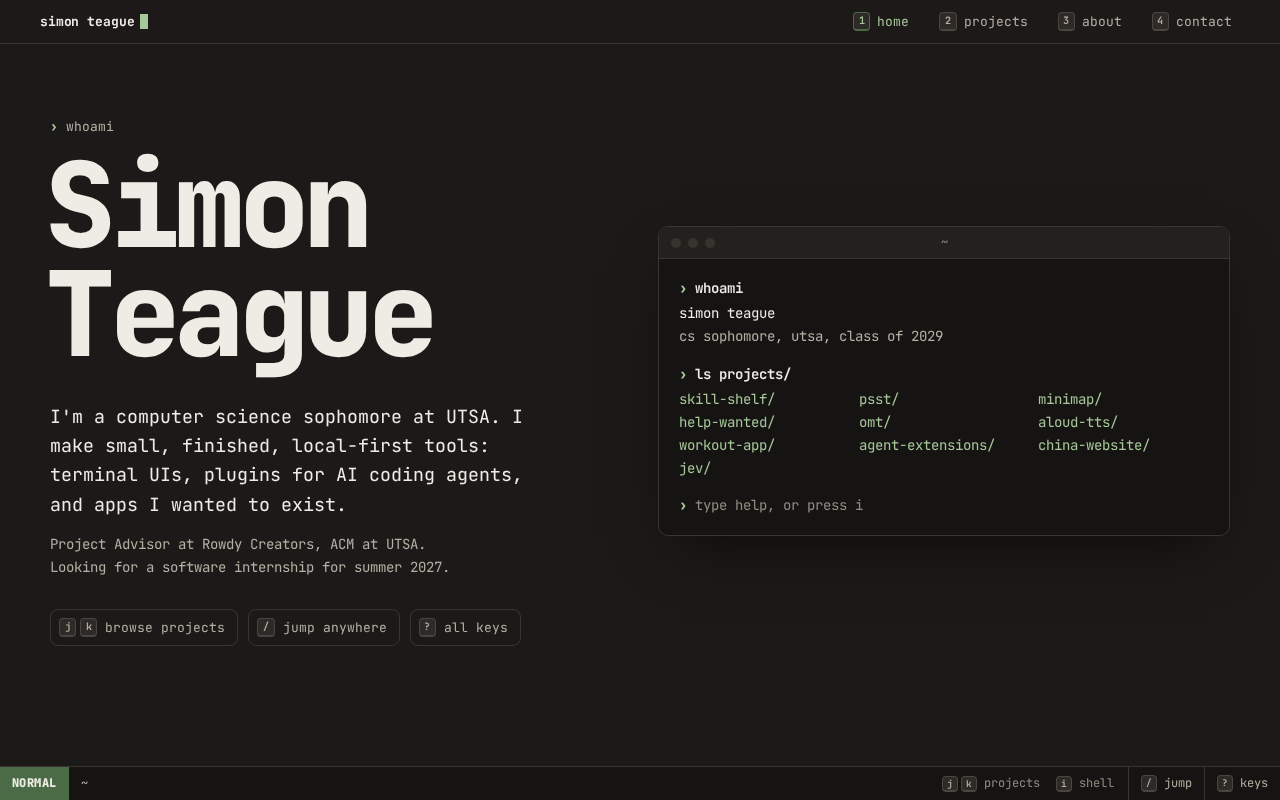 simon teague
1 home 2 projects 3 about 4 contact
› whoami
Simon
Teague
I'm a computer science sophomore at UTSA. I
make small, finished, local-first tools:
terminal UIs, plugins for AI coding agents,
and apps I wanted to exist.
Project Advisor at Rowdy Creators, ACM at UTSA.
Looking for a software internship for summer 2027.
j k browse projects / jump anywhere ? all keys
~
› whoami
simon teague
cs sophomore, utsa, class of 2029
› ls projects/
skill-shelf/ psst/ minimap/
help-wanted/ omt/ aloud-tts/
workout-app/ agent-extensions/ china-website/
jev/
› type help, or press i
NORMAL ~ j k projects i shell / jump ? keys